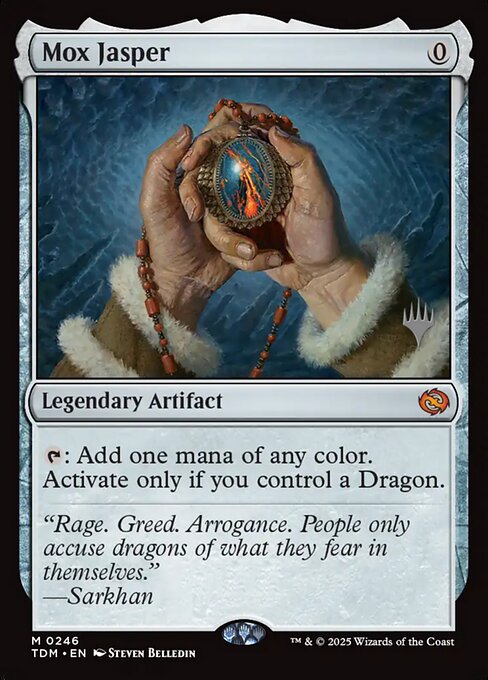 Mox Jasper 0
Legendary Artifact
: Add one mana of any color.
Activate only if you control a Dragon.
“Rage. Greed. Arrogance. People only
accuse dragons of what they fear in
themselves.”
—Sarkhan
M 0246
TDM • EN Steven Belledin
™ & © 2025 Wizards of the Coast